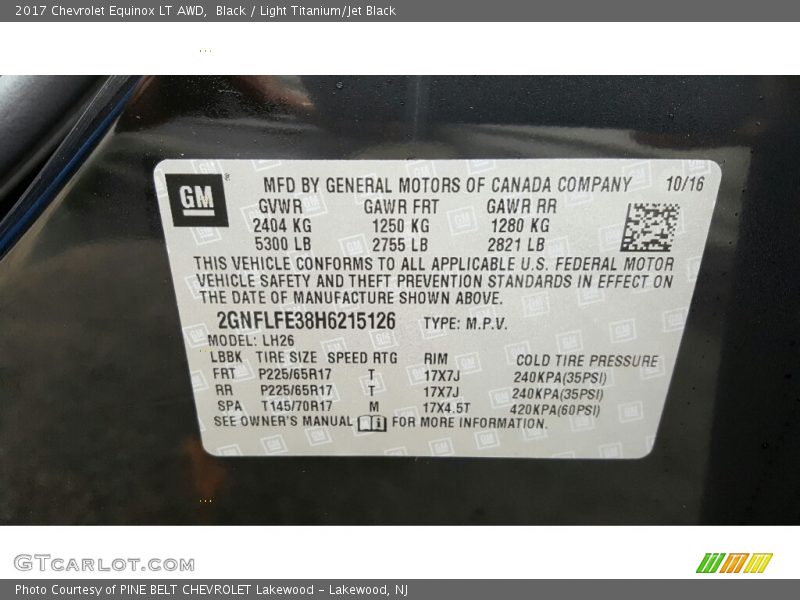 2017 Chevrolet Equinox LT AWD,  Black / Light Titanium/Jet Black
GM® MFD BY GENERAL MOTORS OF CANADA COMPANY 10/16
GVWR GAWR FRT GAWR RR
2404 KG 1250 KG 1280 KG
5300 LB 2755 LB 2821 LB
THIS VEHICLE CONFORMS TO ALL APPLICABLE U.S. FEDERAL MOTOR
VEHICLE SAFETY AND THEFT PREVENTION STANDARDS IN EFFECT ON
THE DATE OF MANUFACTURE SHOWN ABOVE.
2GNFLFE38H6215126 TYPE: M.P.V.
MODEL: LH26
LBBK TIRE SIZE SPEED RTG RIM COLD TIRE PRESSURE
FRT P225/65R17 T 17X7J 240KPA(35PSI)
RR P225/65R17 T 17X7J 240KPA(35PSI)
SPA T145/70R17 M 17X4.5T 420KPA(60PSI)
SEE OWNER'S MANUAL FOR MORE INFORMATION.
GTCARLOT.COM
Photo Courtesy of PINE BELT CHEVROLET Lakewood - Lakewood, NJ